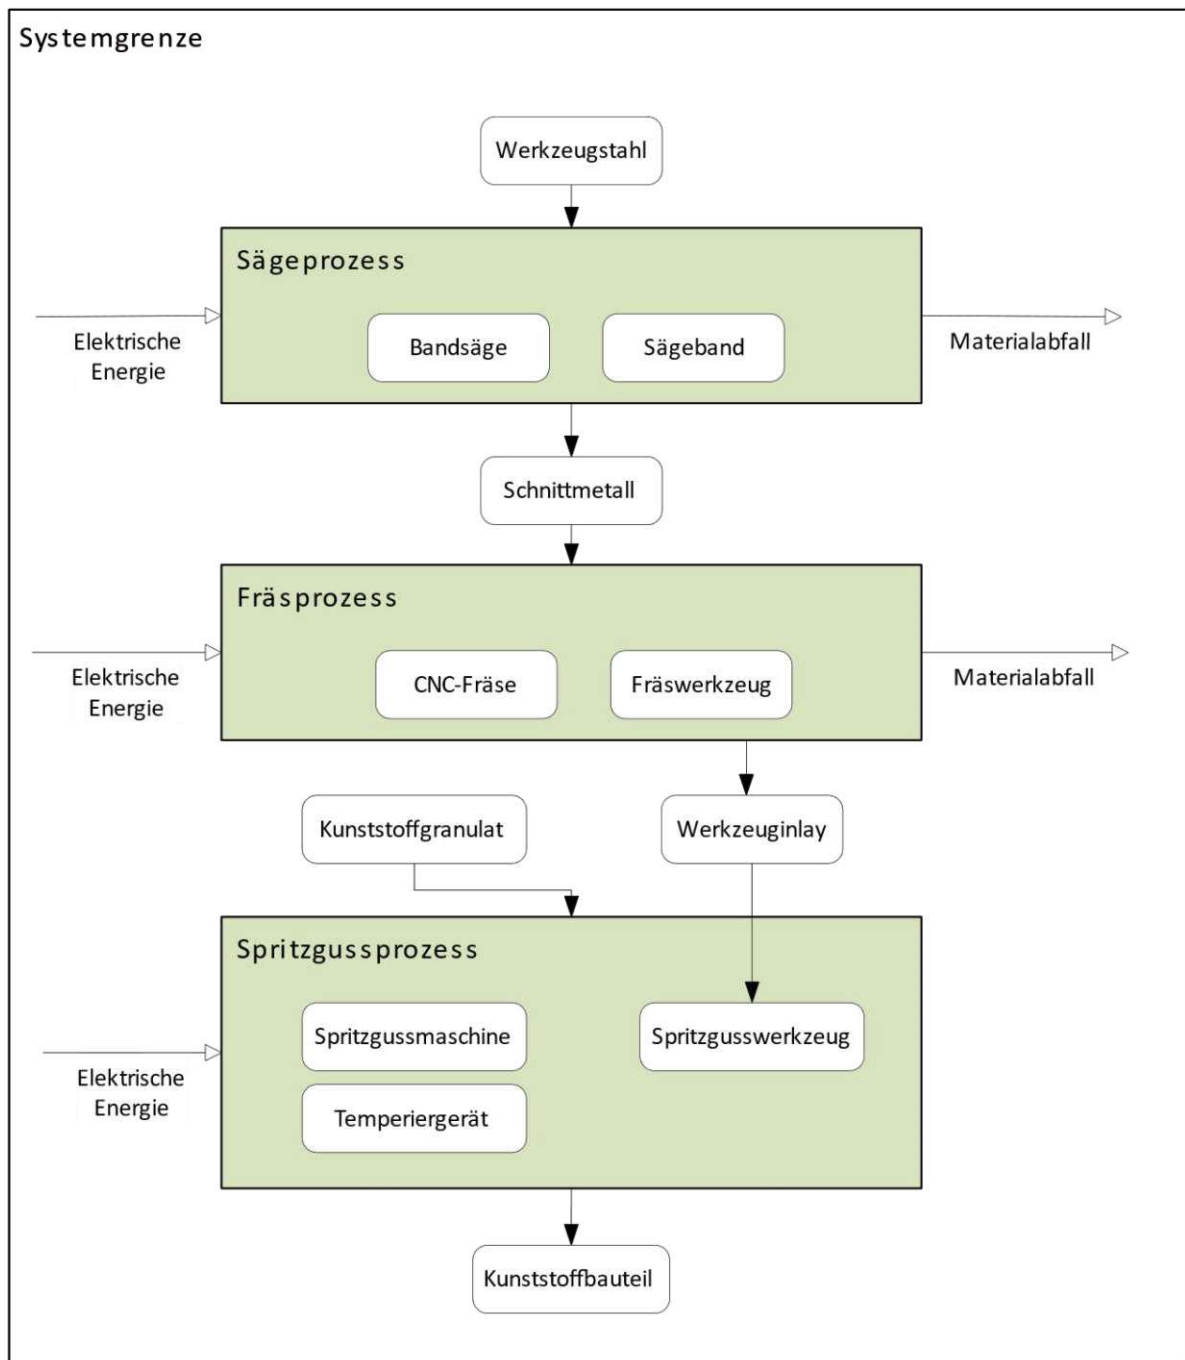 Systemgrenze
Werkzeugstahl
Sägeprozess
Elektrische
Energie
Bandsäge
Sägeband
Materialabfall
Schnittmetall
Fräsprozess
Elektrische
Energie
CNC-Fräse
Fräswerkzeug
Materialabfall
Kunststoffgranulat
Werkzeuginlay
Spritzgussprozess
Spritzgussmaschine
Spritzgusswerkzeug
Elektrische
Energie
Temperiergerät
Kunststoffbauteil